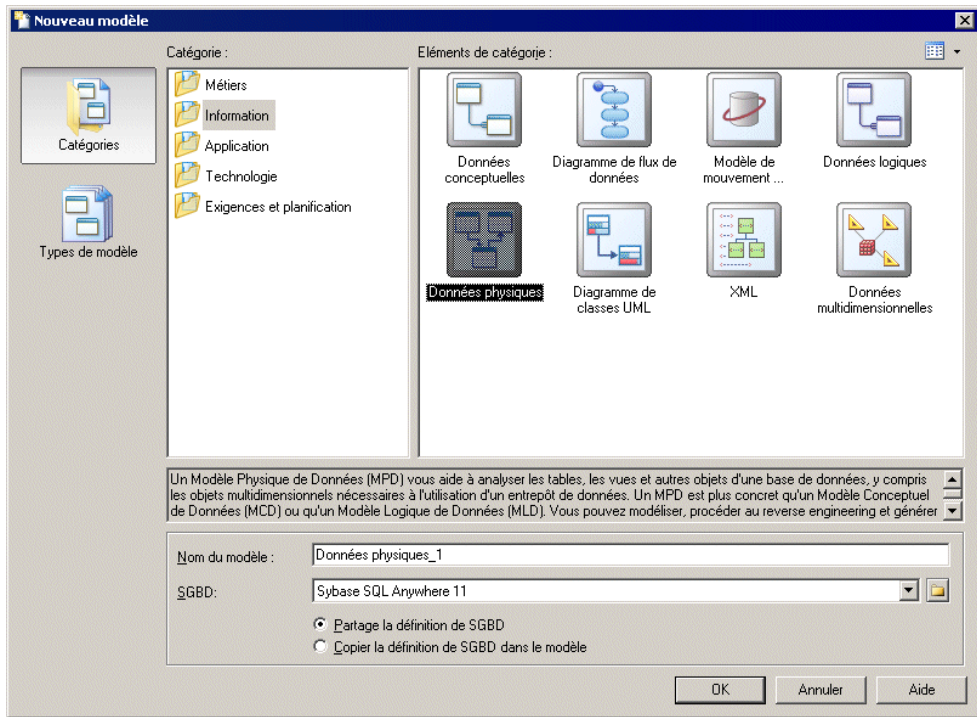 Nouveau modèle
Catégorie :
Eléments de catégorie :
Catégories
Types de modèle
Métiers
Information
Application
Technologie
Exigences et planification
Données
conceptuelles
Diagramme de flux de
données
Modèle de
mouvement ...
Données logiques
Données physiques
Diagramme de
classes UML
XML
Données
multidimensionnelles
Un Modèle Physique de Données (MPD) vous aide à analyser les tables, les vues et autres objets d'une base de données, y compris
les objets multidimensionnels nécessaires à l'utilisation d'un entrepôt de données. Un MPD est plus concret qu'un Modèle Conceptuel
de Données (MCD) ou qu'un Modèle Logique de Données (MLD). Vous pouvez modéliser, procéder au reverse engineering et générer
Nom du modèle :
Données physiques_1
SGBD:
Sybase SQL Anywhere 11
Partage la définition de SGBD
Copier la définition de SGBD dans le modèle
OK
Annuler
Aide